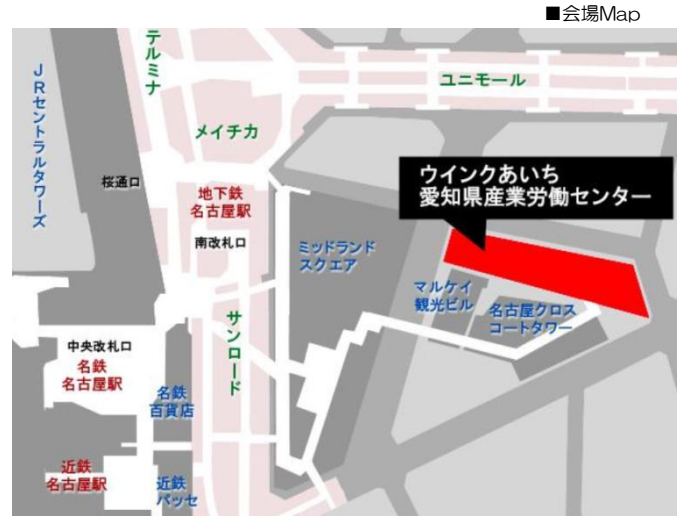 ■会場Map
テルミナ
JRセントラルタワーズ
ユニモール
メイチカ
桜通口
地下鉄
名古屋駅
南改札口
ウインクあいち
愛知県産業労働センター
ミッドランド
スクエア
マルケイ
観光ビル
名古屋クロス
コートタワー
サンロード
中央改札口
名鉄
名古屋駅
名鉄
百貨店
近鉄
名古屋駅
近鉄
パッセ